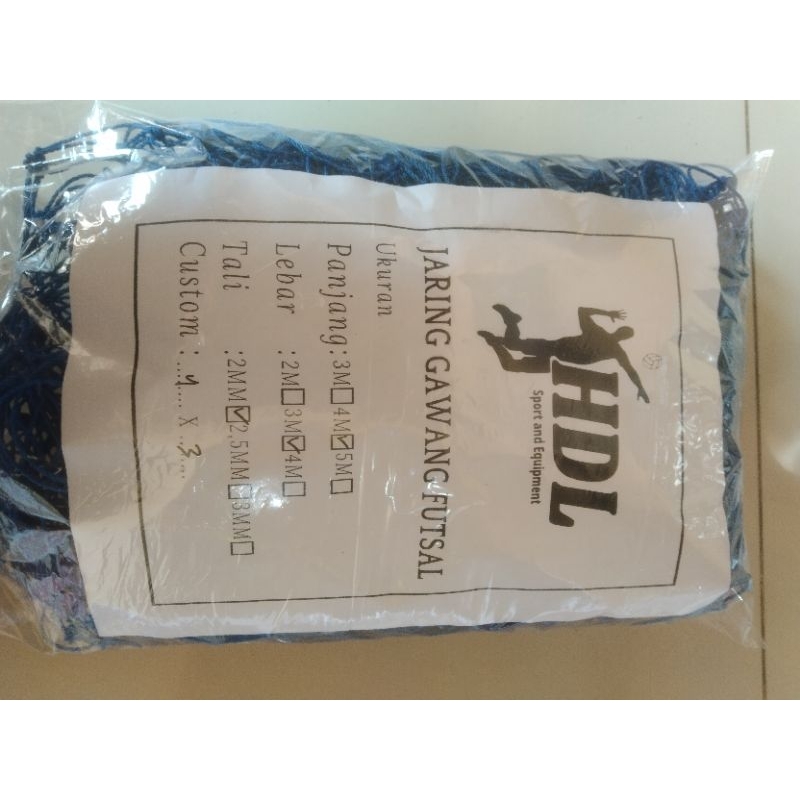 HDL
Sport and Equipment
JARING GAWANG FUTSAL
Ukuran
Panjang: 3M☐ 4M☑ 5M☐
Lebar : 2M☐ 3M☑ 4M☐
Tali : 2MM☑ 2,5MM☐ 3MM☐
Custom : ..4... X ..3....